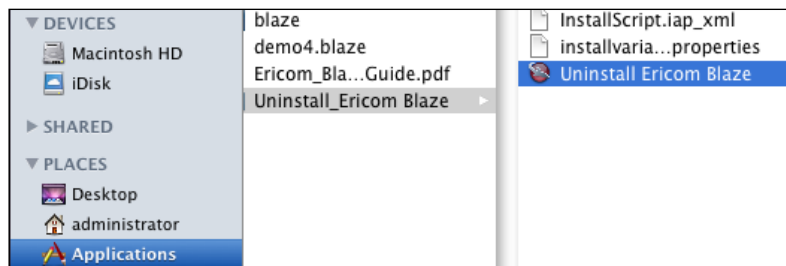 DEVICES
Macintosh HD
iDisk
SHARED
PLACES
Desktop
administrator
Applications
blaze
demo4.blaze
Ericom_Bla...Guide.pdf
Uninstall_Ericom Blaze
InstallScript.iap_xml
installvaria...properties
Uninstall Ericom Blaze